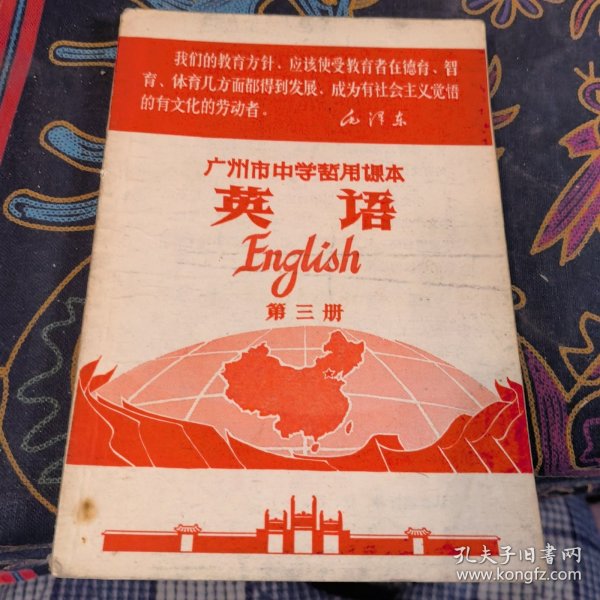 我们的教育方针、应该使受教育者在德育、智
育、体育几方面都得到发展、成为有社会主义觉悟
的有文化的劳动者。
毛泽东
广州市中学暂用课本
英语
English
第三册
孔夫子旧书网
www.kongfz.com